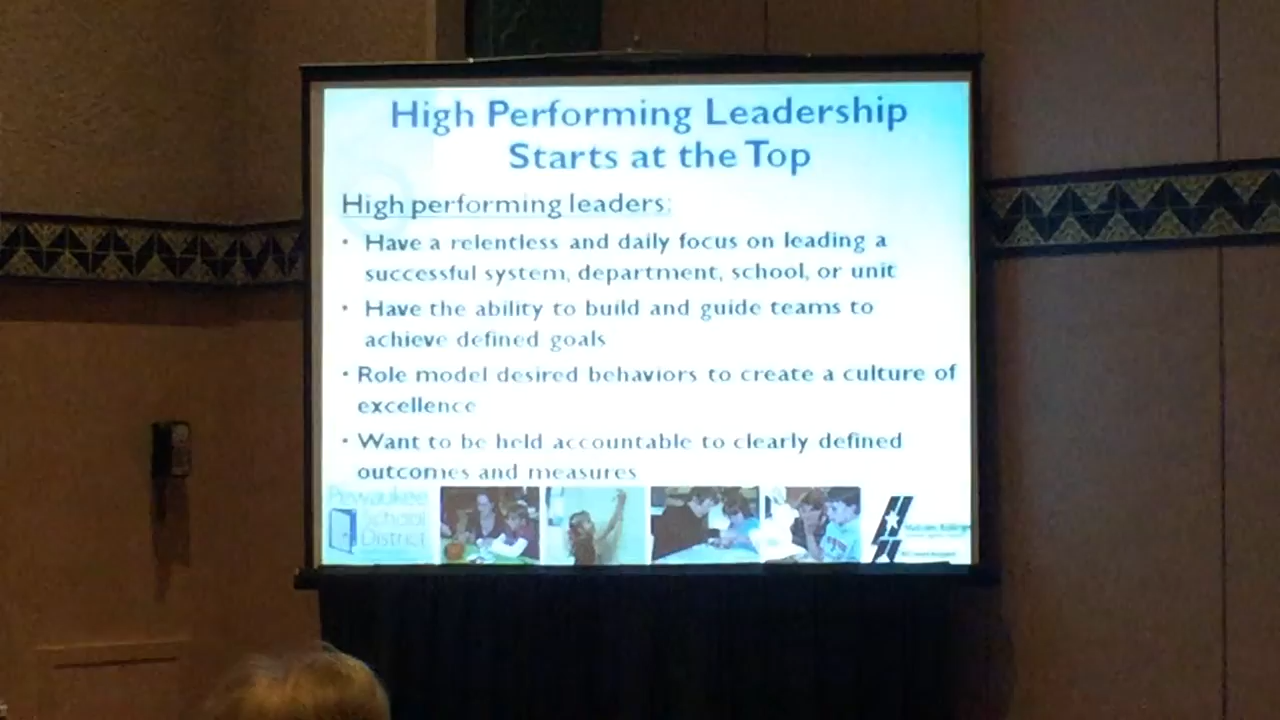 High Performing Leadership
Starts at the Top
High performing leaders:
• Have a relentless and daily focus on leading a
successful system, department, school, or unit
• Have the ability to build and guide teams to
achieve defined goals
• Role model desired behaviors to create a culture of
excellence
• Want to be held accountable to clearly defined
outcomes and measures
Pewaukee
School
District